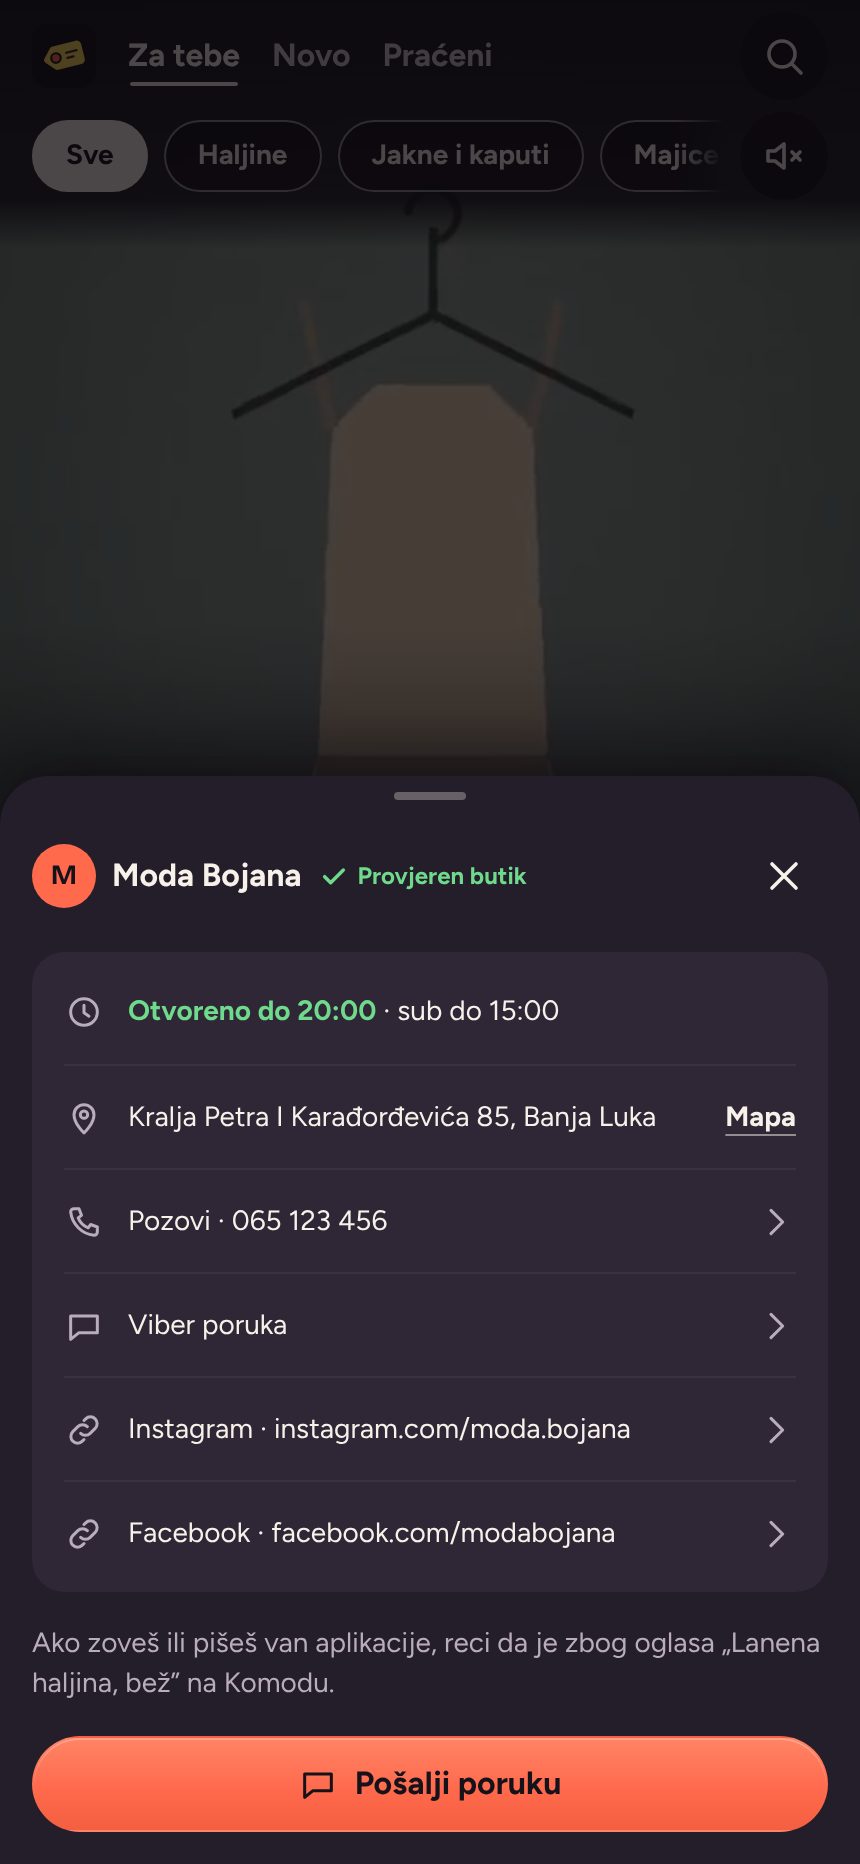 Za tebe Novo Praćeni
Sve Haljine Jakne i kaputi Majice
M Moda Bojana Provjeren butik
Otvoreno do 20:00 · sub do 15:00
Kralja Petra I Karađorđevića 85, Banja Luka Mapa
Pozovi · 065 123 456
Viber poruka
Instagram · instagram.com/moda.bojana
Facebook · facebook.com/modabojana
Ako zoveš ili pišeš van aplikacije, reci da je zbog oglasa „Lanena
haljina, bež” na Komodu.
Pošalji poruku